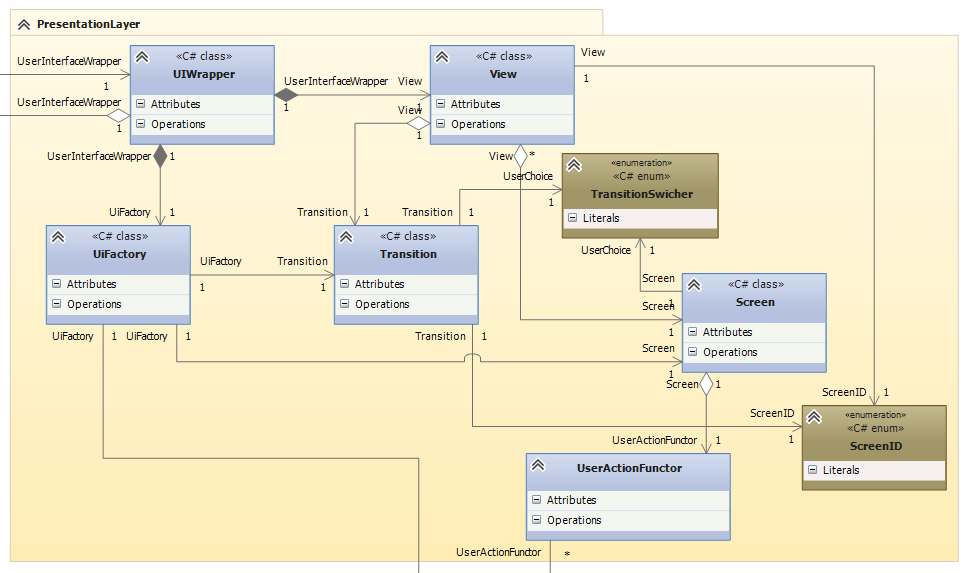 PresentationLayer
UserInterfaceWrapper
1
UserInterfaceWrapper
1
«C# class»
UIWrapper
Attributes
Operations
UserInterfaceWrapper
1
View
1
«C# class»
View
Attributes
Operations
View
1
View
1
UserInterfaceWrapper 1
UiFactory 1
View *
UserChoice
1
«enumeration»
«C# enum»
TransitionSwicher
Literals
Transition 1
Transition 1
UserChoice 1
«C# class»
UiFactory
Attributes
Operations
UiFactory
1
Transition
1
«C# class»
Transition
Attributes
Operations
Screen
1
Screen
1
«C# class»
Screen
Attributes
Operations
UiFactory 1
UiFactory 1
Transition 1
Screen
1
Screen 1
ScreenID 1
ScreenID
1
«enumeration»
«C# enum»
ScreenID
Literals
UserActionFunctor 1
UserActionFunctor
Attributes
Operations
UserActionFunctor *